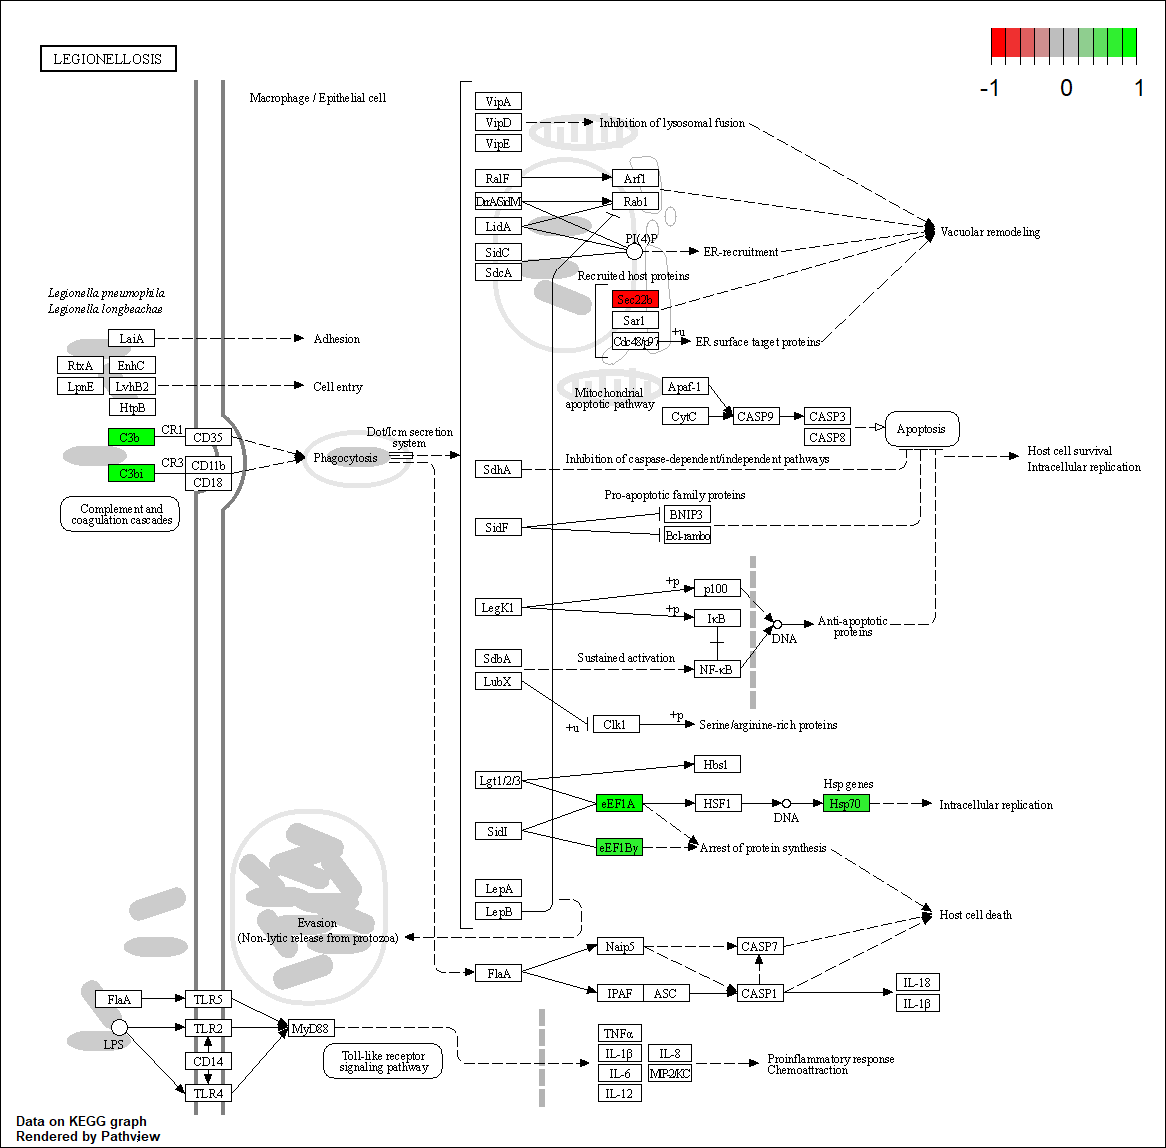 LEGIONELLOSIS
-1
0
1
Macrophage / Epithelial cell
VipA
VipD
Inhibition of lysosomal fusion
VipE
RalF
Arf1
DrrA/SidM
Rab1
LidA
PI(4)P
Vacuolar remodeling
SidC
ER-recruitment
SdcA
Recruited host proteins
Legionella pneumophila
Legionella longbeachae
Sec22b
Sar1
+u
Cdc48/p97
ER surface target proteins
LaiA
Adhesion
RtxA
EnhC
LpnE
LvhB2
Cell entry
HtpB
Mitochondrial
apoptotic pathway
Apaf-1
CytC
CASP9
CASP3
CASP8
Apoptosis
C3b
CR1
CD35
Dot/Icm secretion
system
Phagocytosis
C3bi
CR3
CD11b
CD18
SdhA
Inhibition of caspase-dependent/independent pathways
Host cell survival
Intracellular replication
Complement and
coagulation cascades
Pro-apoptotic family proteins
SidF
BNIP3
Bcl-rambo
LegK1
+p
p100
+p
IκB
DNA
Anti-apoptotic
proteins
SdbA
Sustained activation
NF-κB
LubX
+u
Clk1
+p
Serine/arginine-rich proteins
Lgt1/2/3
Hbs1
Hsp genes
eEF1A
HSF1
DNA
Hsp70
Intracellular replication
SidI
eEF1Bγ
Arrest of protein synthesis
LepA
LepB
Host cell death
Evasion
(Non-lytic release from protozoa)
Naip5
CASP7
FlaA
IPAF
ASC
CASP1
IL-18
IL-1β
FlaA
TLR5
LPS
TLR2
MyD88
CD14
TLR4
Toll-like receptor
signaling pathway
TNFα
IL-1β
IL-8
IL-6
MIP-2/KC
IL-12
Proinflammatory response
Chemoattraction
Data on KEGG graph
Rendered by Pathview